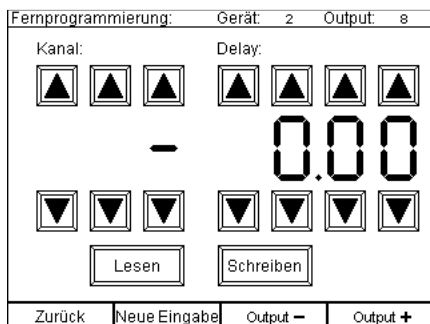 Fernprogrammierung: Gerät: 2 Output: 8
Kanal: Delay:
- 0.00
Lesen Schreiben
Zurück Neue Eingabe Output - Output +